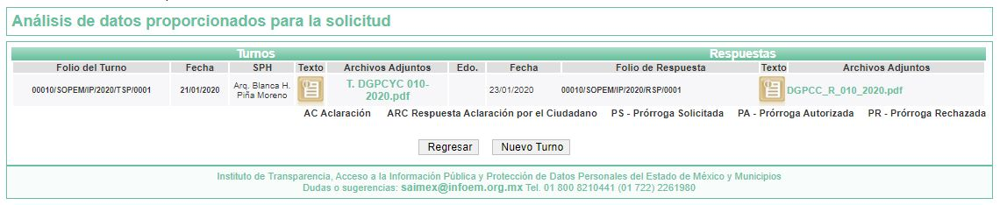 Análisis de datos proporcionados para la solicitud
Turnos Respuestas
Folio del Turno Fecha SPH Texto Archivos Adjuntos Edo. Fecha Folio de Respuesta Texto Archivos Adjuntos
00010/SOPEM/IP/2020/TSP/0001 21/01/2020 Arq. Blanca H. Piña Moreno T. DGPCYC 010-2020.pdf 23/01/2020 00010/SOPEM/IP/2020/RSP/0001 DGPCC_R_010_2020.pdf
AC Aclaración ARC Respuesta Aclaración por el Ciudadano PS - Prórroga Solicitada PA - Prórroga Autorizada PR - Prórroga Rechazada
Regresar Nuevo Turno
Instituto de Transparencia, Acceso a la Información Pública y Protección de Datos Personales del Estado de México y Municipios
Dudas o sugerencias: saimex@infoem.org.mx Tel. 01 800 8210441 (01 722) 2261980